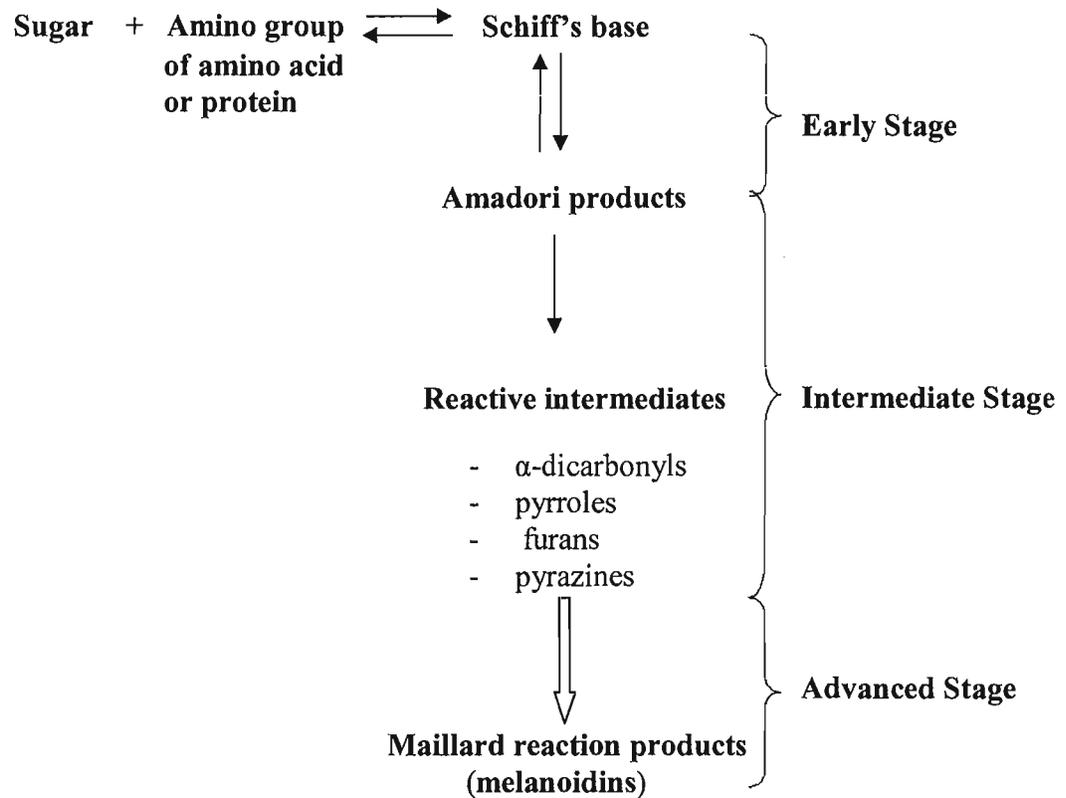 Sugar + Amino group Schiff's base
of amino acid
or protein
Early Stage
Amadori products
Reactive intermediates Intermediate Stage
- α-dicarbonyls
- pyrroles
- furans
- pyrazines
Advanced Stage
Maillard reaction products
(melanoidins)